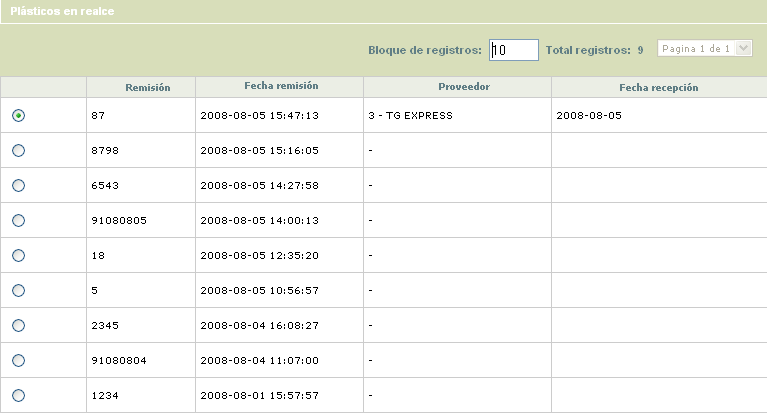 Plásticos en realce
Bloque de registros: 10 Total registros: 9 Pagina 1 de 1
Remisión Fecha remisión Proveedor Fecha recepción
87 2008-08-05 15:47:13 3 - TG EXPRESS 2008-08-05
8798 2008-08-05 15:16:05 -
6543 2008-08-05 14:27:58 -
91080805 2008-08-05 14:00:13 -
18 2008-08-05 12:35:20 -
5 2008-08-05 10:56:57 -
2345 2008-08-04 16:08:27 -
91080804 2008-08-04 11:07:00 -
1234 2008-08-01 15:57:57 -